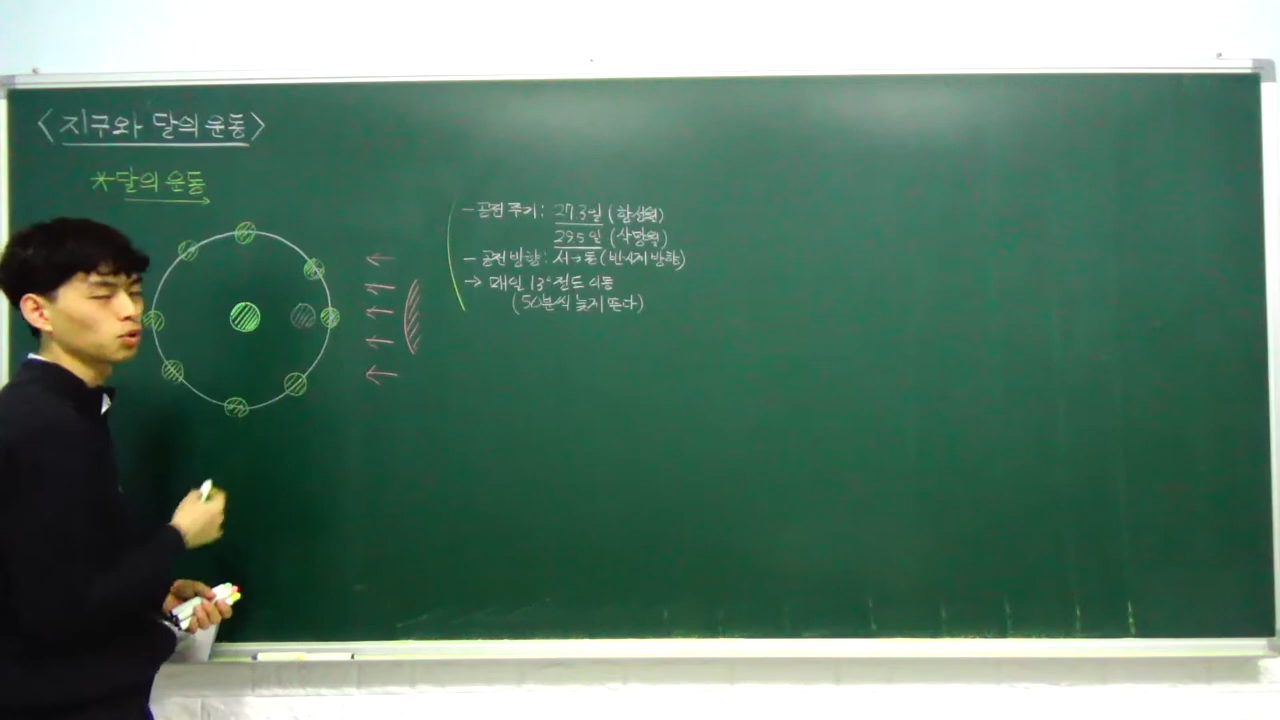 <지구와 달의 운동>
*달의 운동
- 공전 주기 : 27.3일 (항성월)
29.5일 (삭망월)
- 공전 방향 : 서→동 (반시계 방향)
→ 매일 13° 정도 이동
(50분씩 늦게 뜬다)